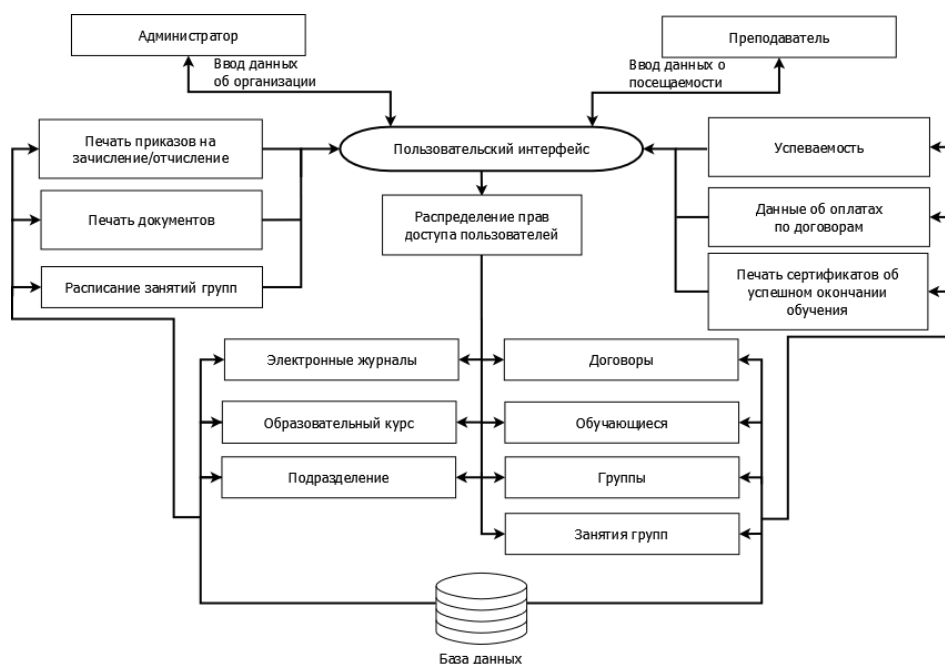 Администратор
Преподаватель
Ввод данных
об организации
Ввод данных о
посещаемости
Печать приказов на
зачисление/отчисление
Пользовательский интерфейс
Успеваемость
Печать документов
Распределение прав
доступа пользователей
Данные об оплатах
по договорам
Расписание занятий групп
Печать сертификатов об
успешном окончании
обучения
Электронные журналы
Договоры
Образовательный курс
Обучающиеся
Подразделение
Группы
Занятия групп
База данных